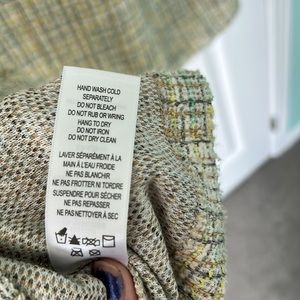 HAND WASH COLD
SEPARATELY
DO NOT BLEACH
DO NOT RUB OR WRING
HANG TO DRY
DO NOT IRON
DO NOT DRY CLEAN
LAVER SÉPARÉMENT À LA
MAIN À L'EAU FROIDE
NE PAS BLANCHIR
NE PAS FROTTER NI TORDRE
SUSPENDRE POUR SÉCHER
NE PAS REPASSER
NE PAS NETTOYER À SEC